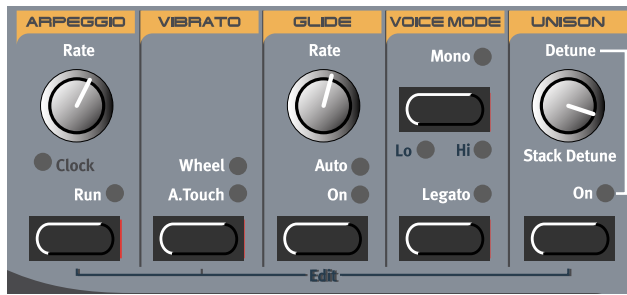 ARPEGGIO VIBRATO GLIDE VOICE MODE UNISON
Rate Rate Mono Detune
Clock Wheel Auto Lo Hi Stack Detune
Run A.Touch On Legato On
Edit